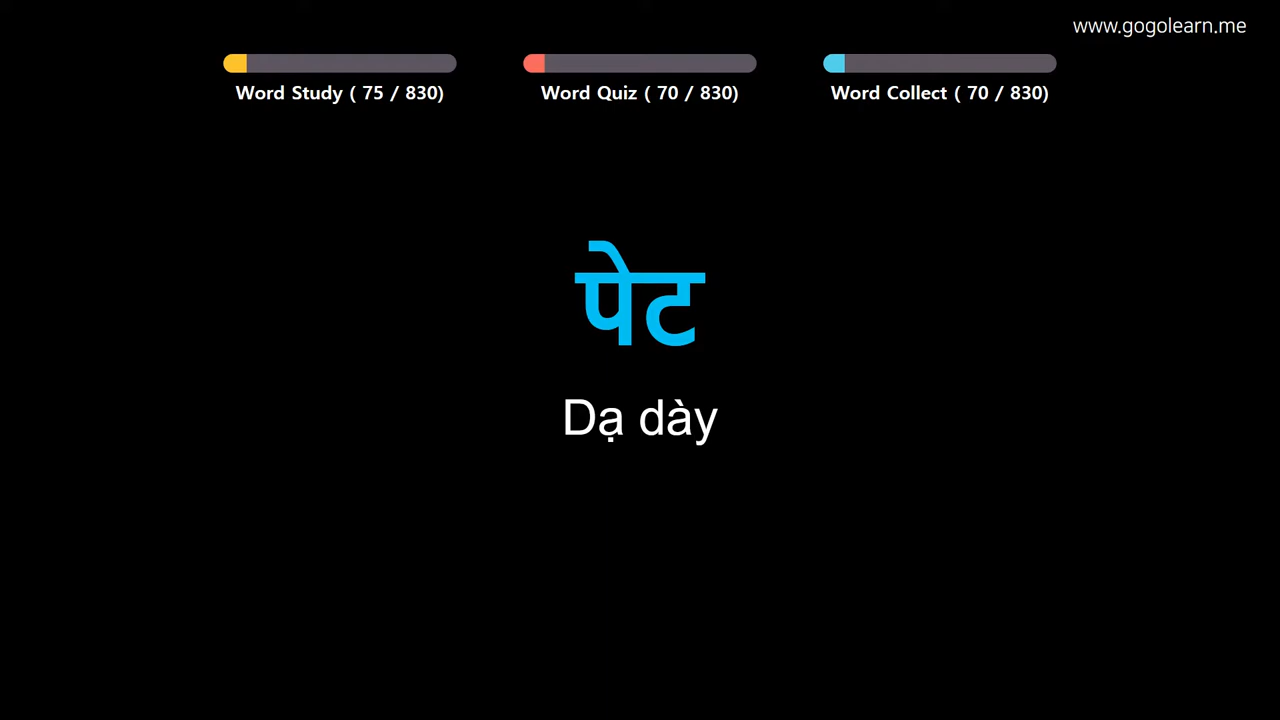 www.gogolearn.me
Word Study ( 75 / 830)
Word Quiz ( 70 / 830)
Word Collect ( 70 / 830)
पेट
Dạ dày